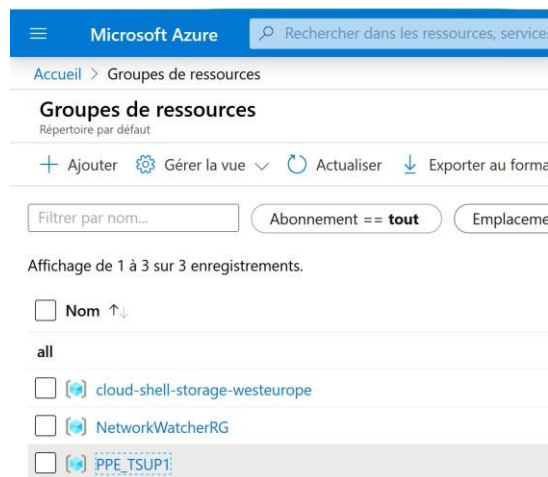 Microsoft Azure Rechercher dans les ressources, services
Accueil > Groupes de ressources
Groupes de ressources
Répertoire par défaut
+ Ajouter Gérer la vue Actualiser Exporter au forma
Filtrer par nom... Abonnement == tout Emplaceme
Affichage de 1 à 3 sur 3 enregistrements.
Nom ↑↓
all
cloud-shell-storage-westeurope
NetworkWatcherRG
PPE_TSUP1